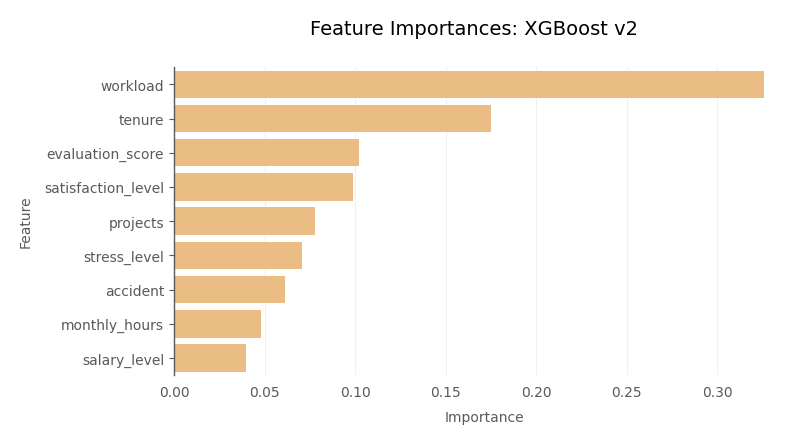 Feature Importances: XGBoost v2
Feature
workload
tenure
evaluation_score
satisfaction_level
projects
stress_level
accident
monthly_hours
salary_level
0.00 0.05 0.10 0.15 0.20 0.25 0.30
Importance